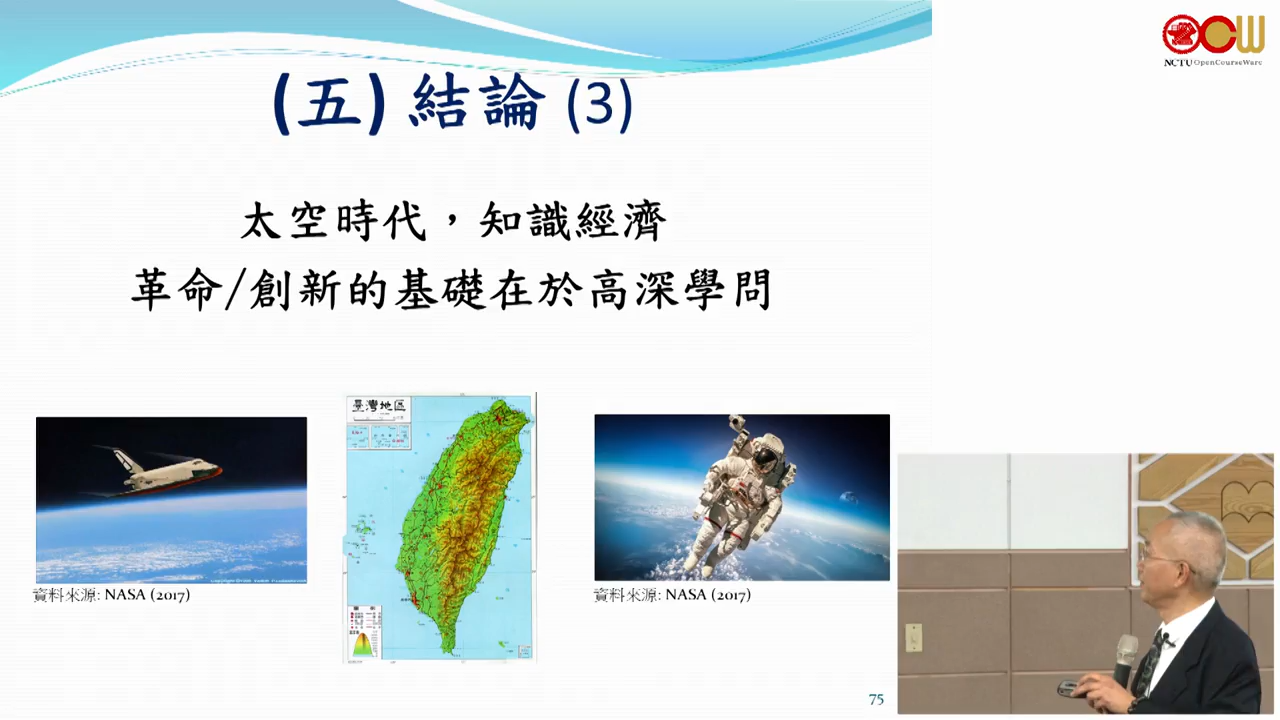 (五) 結論 (3)
太空時代，知識經濟
革命/創新的基礎在於高深學問
臺灣地區
資料來源: NASA (2017)
資料來源: NASA (2017)
75
OCW
NCTU OpenCourseWare